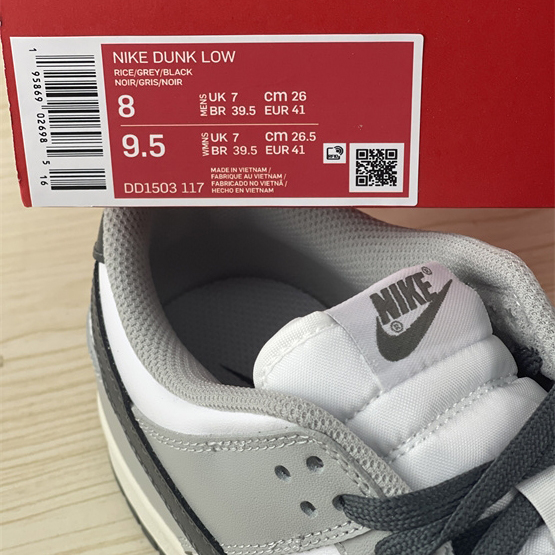 NIKE DUNK LOW
RICE/GREY/BLACK
NOIR/GRIS/NOIR
8 MENS UK 7 cm 26
BR 39.5 EUR 41
9.5 WMNS UK 7 cm 26.5
BR 39.5 EUR 41
MADE IN VIETNAM /
FABRIQUE AU VIETNAM /
FABRICADO NO VIETNÃ /
HECHO EN VIETNAM
DD1503 117
1 95869 02698 5 16
NIKE